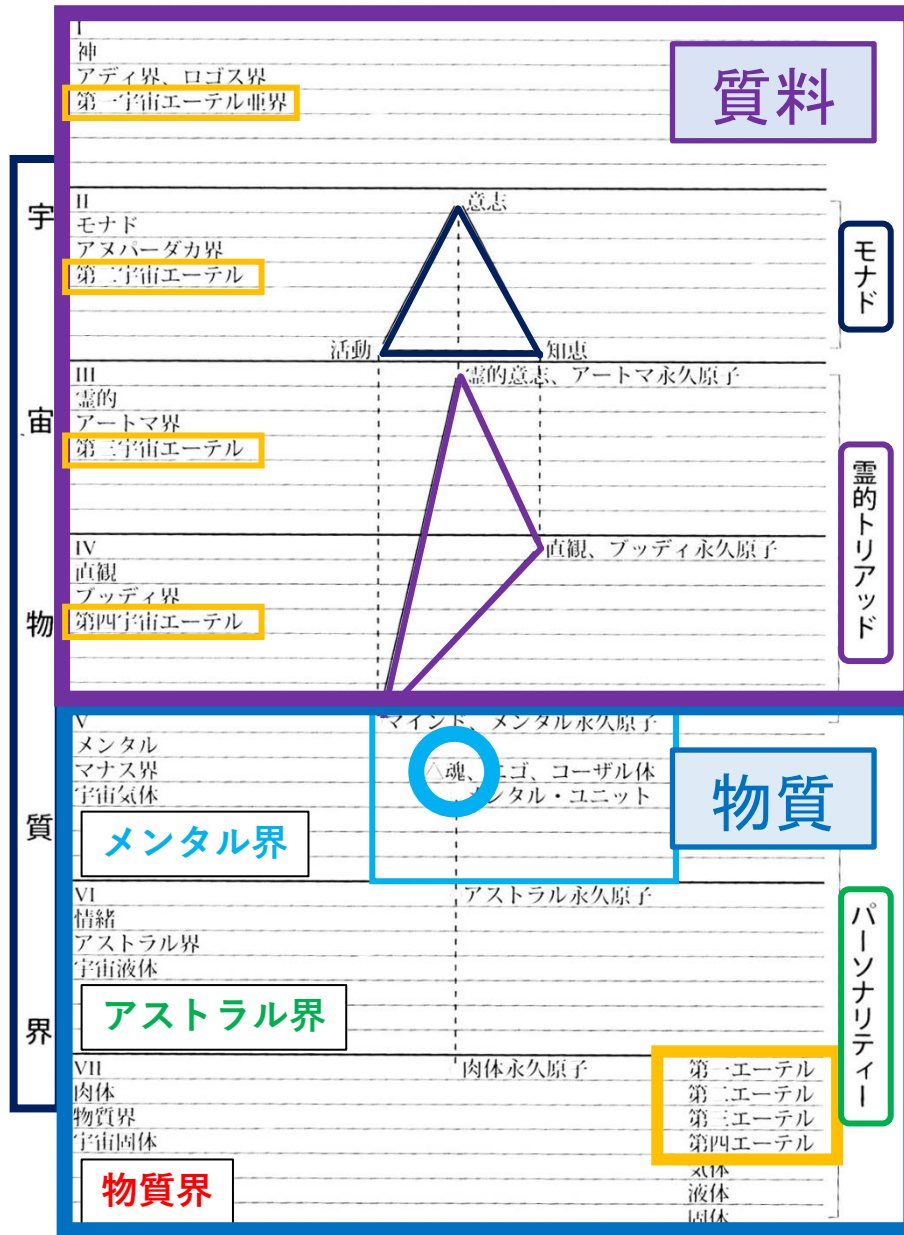 I
神
アディ界、ロゴス界
第一宇宙エーテル亜界
質料
宇宙物質界
II
意志
モナド
アヌパーダカ界
第二宇宙エーテル
モナド
活動
知恵
III
霊的意志、アートマ永久原子
霊的
アートマ界
第三宇宙エーテル
霊的トリアッド
IV
直観、ブッディ永久原子
直観
ブッディ界
第四宇宙エーテル
V
マインド、メンタル永久原子
メンタル
マナス界
△魂、エゴ、コーザル体
宇宙気体
メンタル・ユニット
物質
メンタル界
VI
アストラル永久原子
情緒
アストラル界
宇宙液体
アストラル界
パーソナリティー
VII
肉体永久原子
第一エーテル
肉体
第二エーテル
物質界
第三エーテル
宇宙固体
第四エーテル
気体
物質界
液体
固体